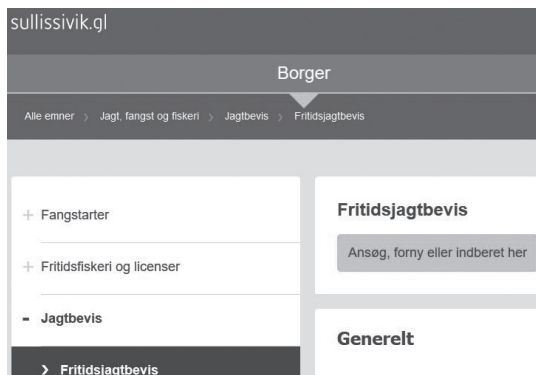 sullissivik.gl
Borger
Alle emner › Jagt, fangst og fiskeri › Jagtbevis › Fritidsjagtbevis
+ Fangstarter
+ Fritidsfiskeri og licenser
- Jagtbevis
› Fritidsjagtbevis
Fritidsjagtbevis
Ansøg, forny eller indberet her
Generelt